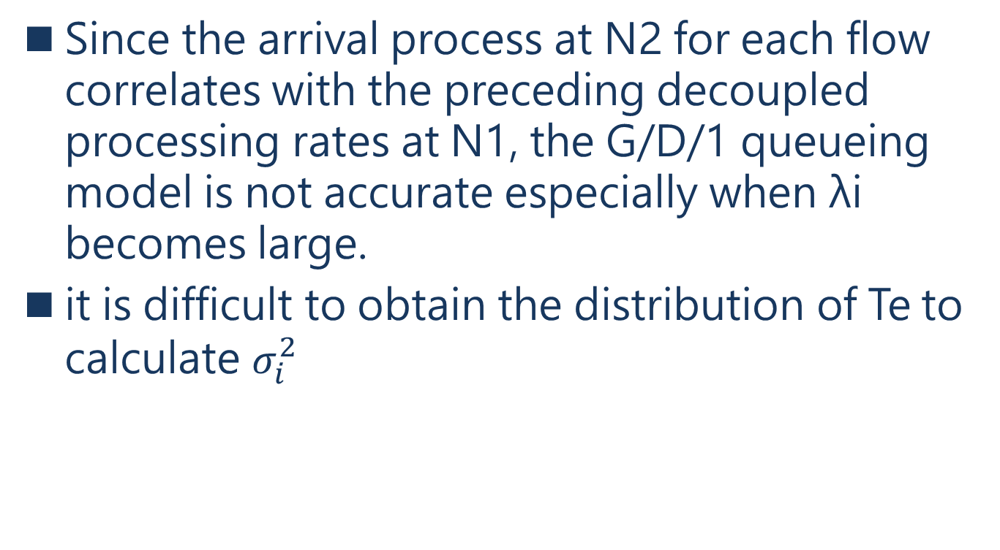 ■ Since the arrival process at N2 for each flow
correlates with the preceding decoupled
processing rates at N1, the G/D/1 queueing
model is not accurate especially when λi
becomes large.
■ it is difficult to obtain the distribution of Te to
calculate σᵢ²